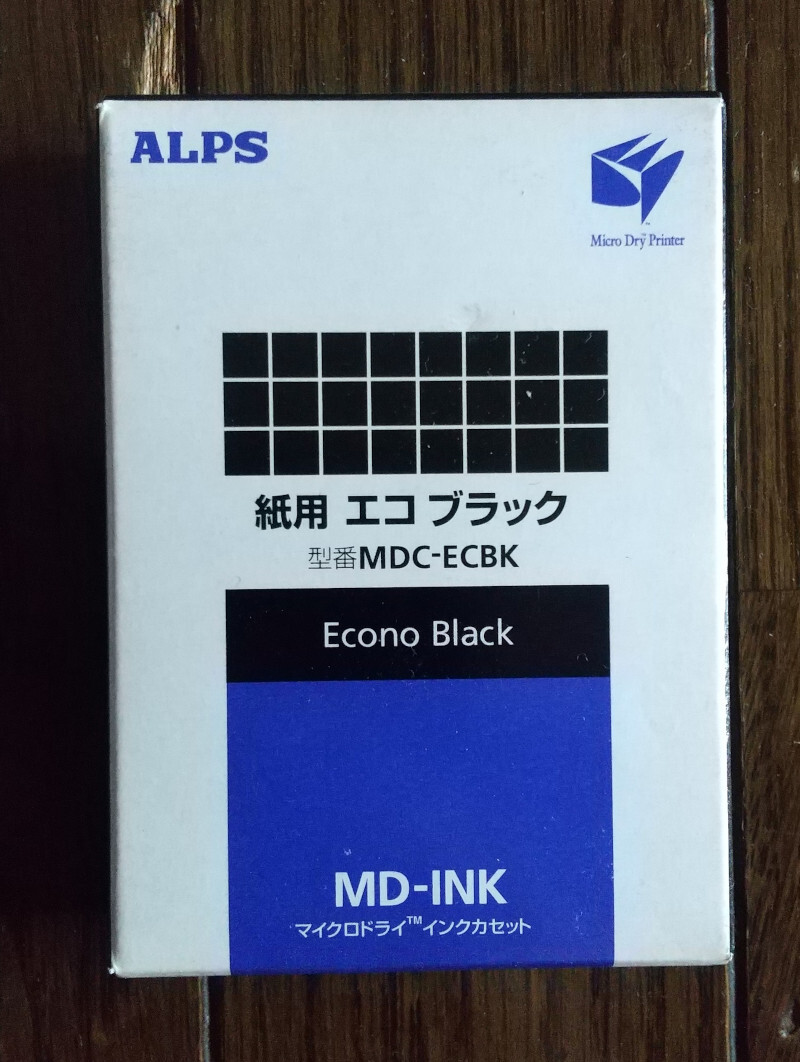 ALPS
Micro Dry™ Printer
紙用 エコ ブラック
型番MDC-ECBK
Econo Black
MD-INK
マイクロドライ™インクカセット